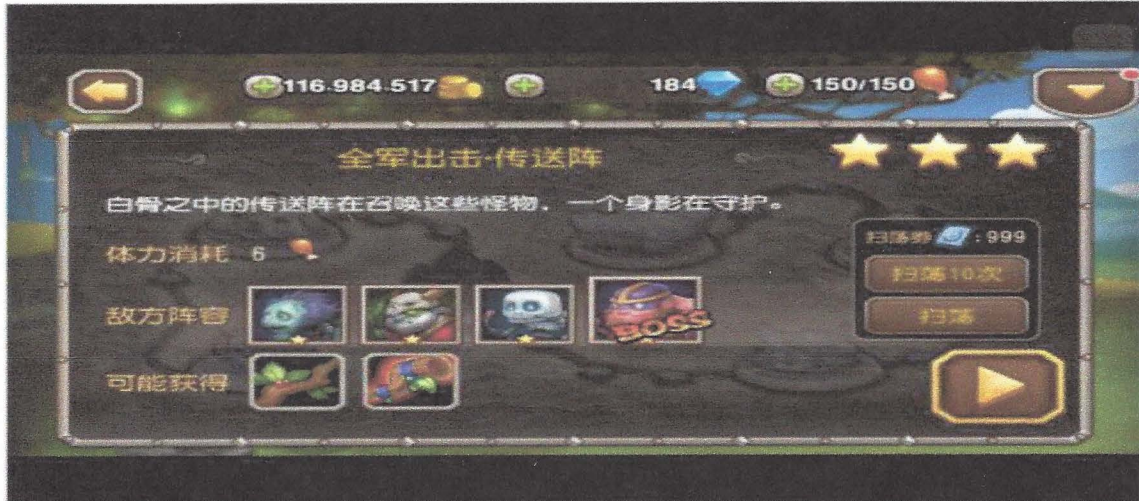 116.984.517
184
150/150
全军出击·传送阵
白骨之中的传送阵在召唤这些怪物，一个身影在守护。
体力消耗 6
扫荡券：999
扫荡10次
敌方阵容
BOSS
扫荡
可能获得